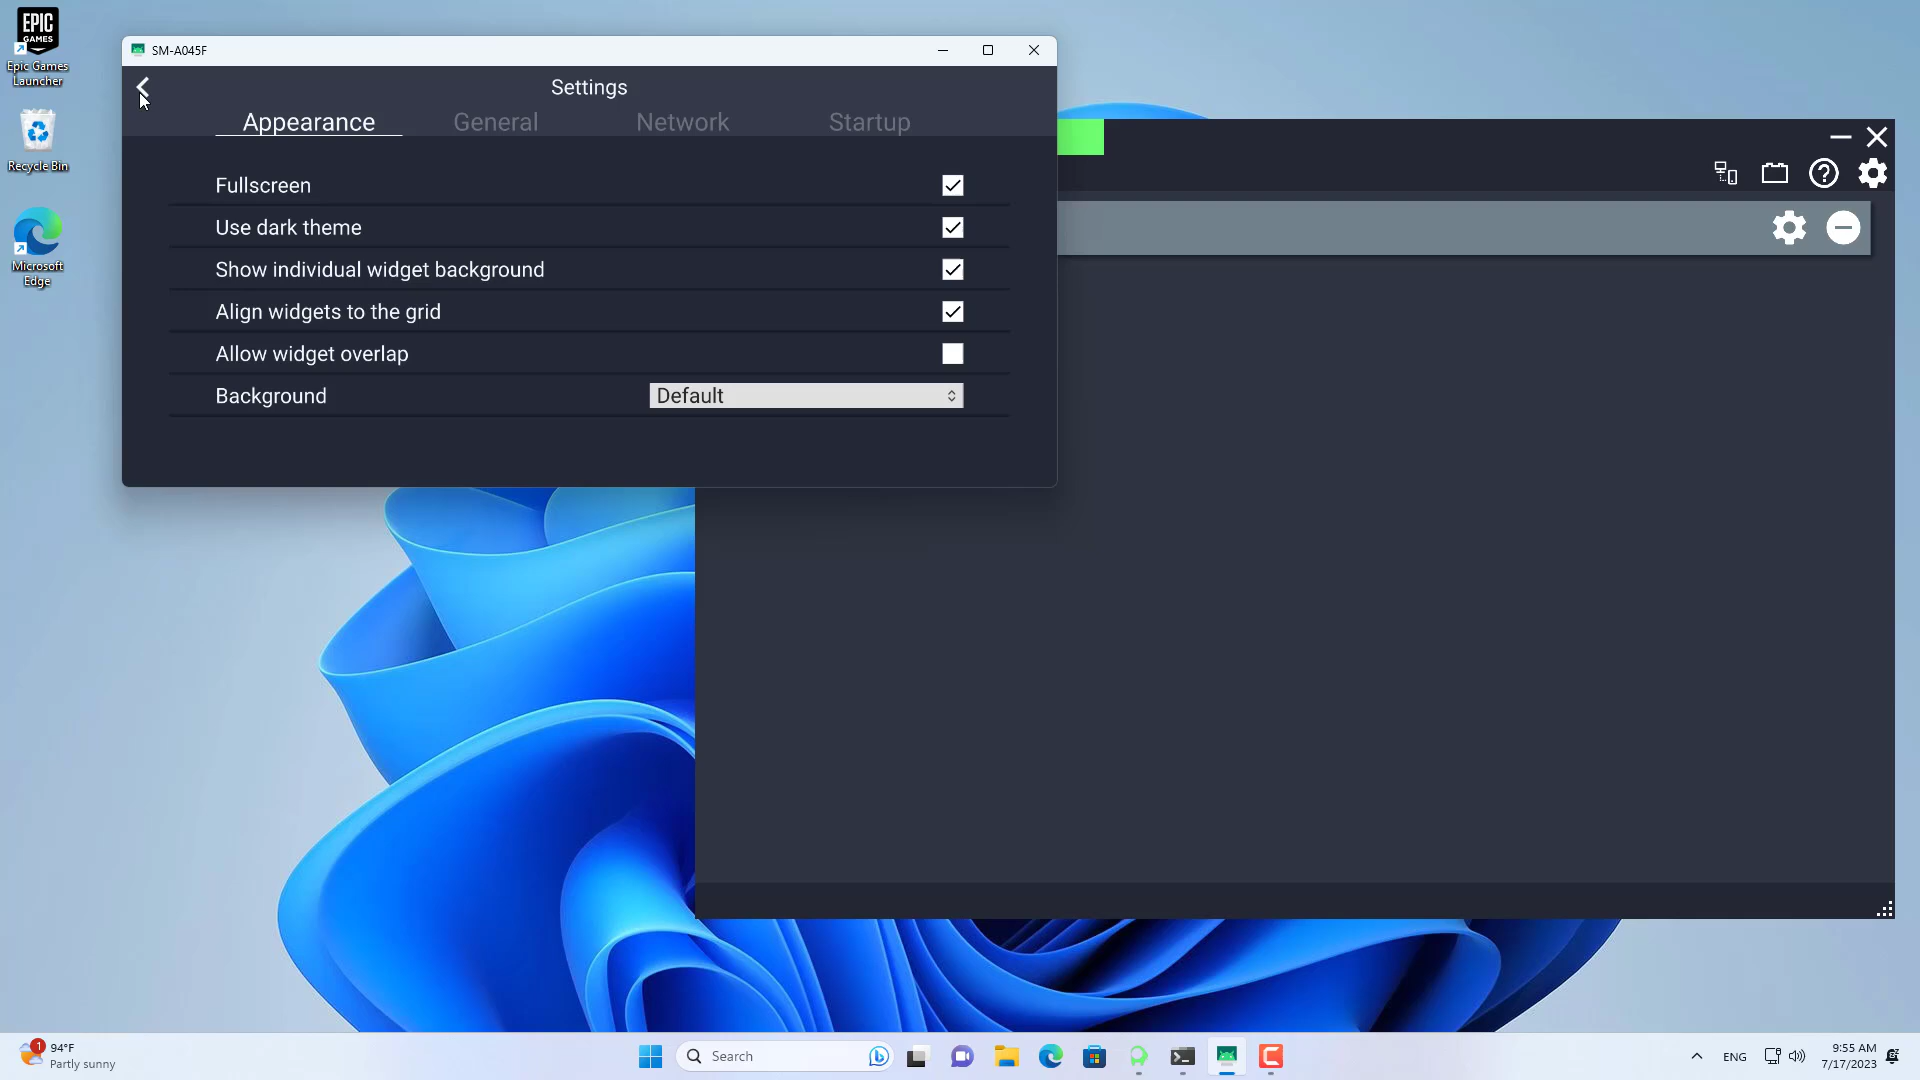 EPIC
GAMES
Epic Games
Launcher
Recycle Bin
Microsoft
Edge
SM-A045F
Settings
Appearance
General
Network
Startup
Fullscreen
Use dark theme
Show individual widget background
Align widgets to the grid
Allow widget overlap
Background
Default
1
94°F
Partly sunny
Search
ENG
9:55 AM
7/17/2023